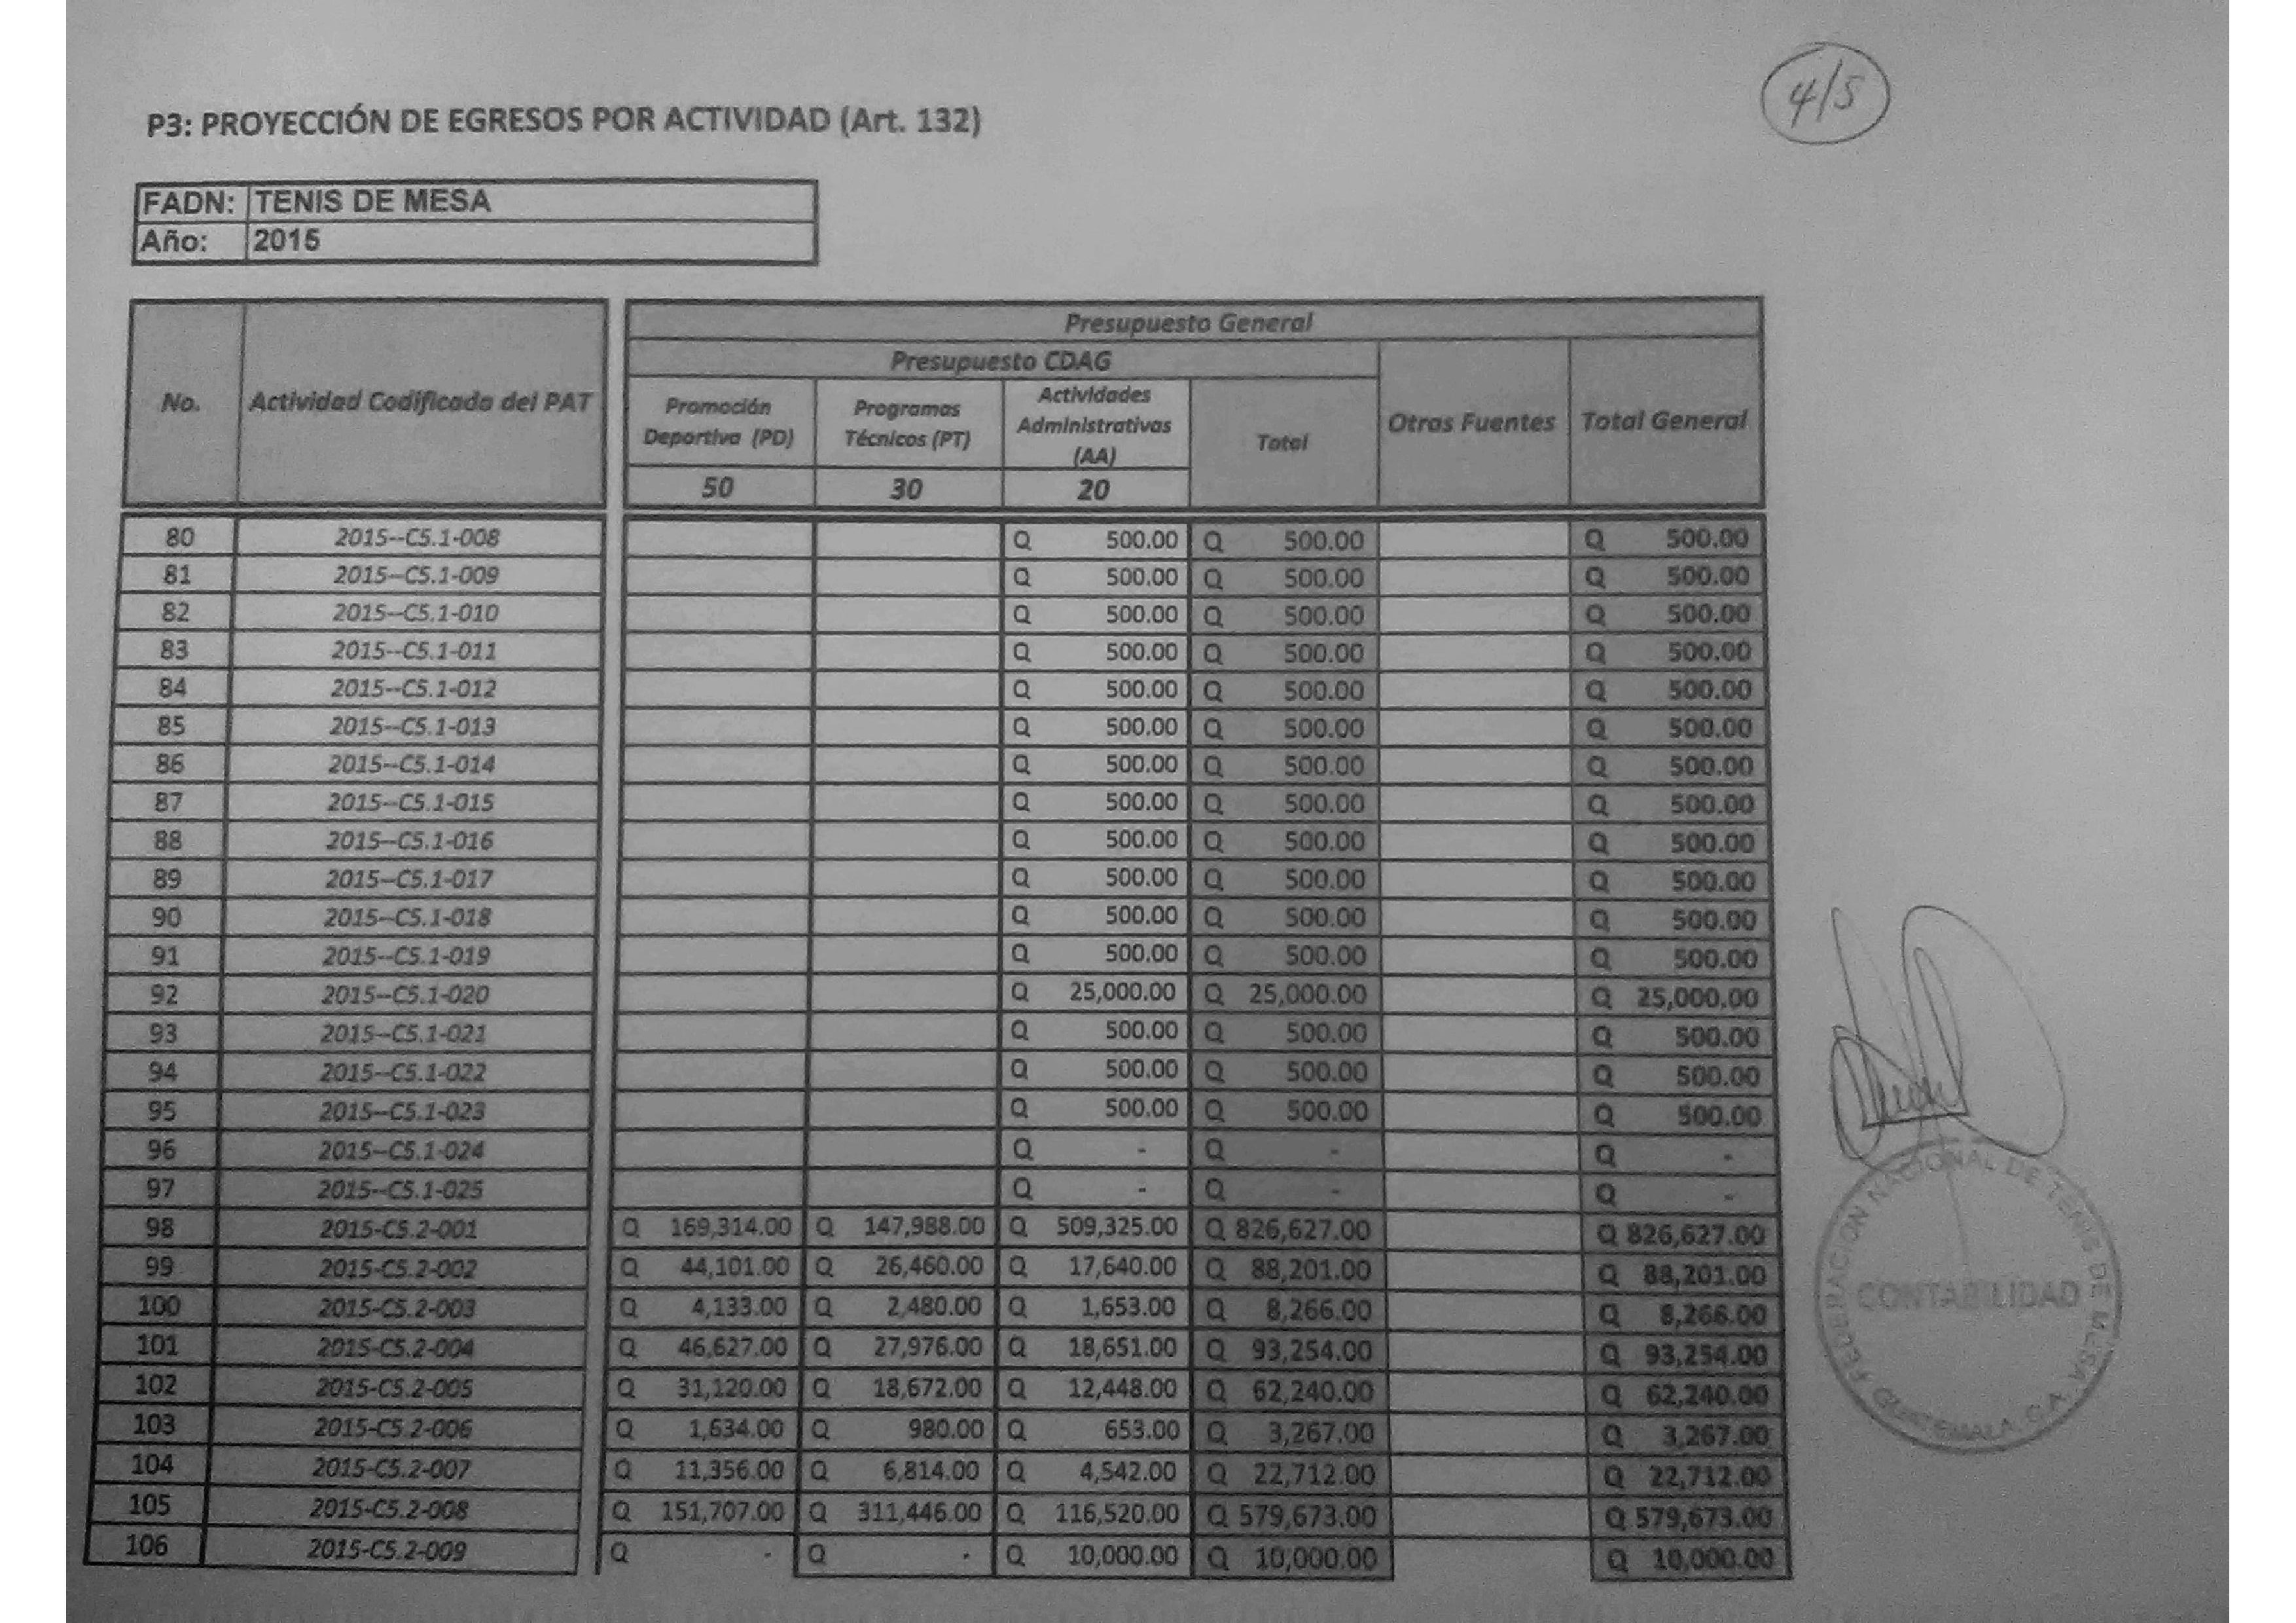 4/5
P3: PROYECCIÓN DE EGRESOS POR ACTIVIDAD (Art. 132)
FADN: TENIS DE MESA
Año: 2015
Presupuesto General
Presupuesto CDAG
No. Actividad Codificada del PAT Promoción Deportiva (PD) Programas Técnicos (PT) Actividades Administrativas (AA) Total Otras Fuentes Total General
50 30 20
80 2015--C5.1-008 Q 500.00 Q 500.00 Q 500.00
81 2015--C5.1-009 Q 500.00 Q 500.00 Q 500.00
82 2015--C5.1-010 Q 500.00 Q 500.00 Q 500.00
83 2015--C5.1-011 Q 500.00 Q 500.00 Q 500.00
84 2015--C5.1-012 Q 500.00 Q 500.00 Q 500.00
85 2015--C5.1-013 Q 500.00 Q 500.00 Q 500.00
86 2015--C5.1-014 Q 500.00 Q 500.00 Q 500.00
87 2015--C5.1-015 Q 500.00 Q 500.00 Q 500.00
88 2015--C5.1-016 Q 500.00 Q 500.00 Q 500.00
89 2015--C5.1-017 Q 500.00 Q 500.00 Q 500.00
90 2015--C5.1-018 Q 500.00 Q 500.00 Q 500.00
91 2015--C5.1-019 Q 500.00 Q 500.00 Q 500.00
92 2015--C5.1-020 Q 25,000.00 Q 25,000.00 Q 25,000.00
93 2015--C5.1-021 Q 500.00 Q 500.00 Q 500.00
94 2015--C5.1-022 Q 500.00 Q 500.00 Q 500.00
95 2015--C5.1-023 Q 500.00 Q 500.00 Q 500.00
96 2015--C5.1-024 Q - Q - Q -
97 2015--C5.1-025 Q - Q - Q -
98 2015-C5.2-001 Q 169,314.00 Q 147,988.00 Q 509,325.00 Q 826,627.00 Q 826,627.00
99 2015-C5.2-002 Q 44,101.00 Q 26,460.00 Q 17,640.00 Q 88,201.00 Q 88,201.00
100 2015-C5.2-003 Q 4,133.00 Q 2,480.00 Q 1,653.00 Q 8,266.00 Q 8,266.00
101 2015-C5.2-004 Q 46,627.00 Q 27,976.00 Q 18,651.00 Q 93,254.00 Q 93,254.00
102 2015-C5.2-005 Q 31,120.00 Q 18,672.00 Q 12,448.00 Q 62,240.00 Q 62,240.00
103 2015-C5.2-006 Q 1,634.00 Q 980.00 Q 653.00 Q 3,267.00 Q 3,267.00
104 2015-C5.2-007 Q 11,356.00 Q 6,814.00 Q 4,542.00 Q 22,712.00 Q 22,712.00
105 2015-C5.2-008 Q 151,707.00 Q 311,446.00 Q 116,520.00 Q 579,673.00 Q 579,673.00
106 2015-C5.2-009 Q - Q - Q 10,000.00 Q 10,000.00 Q 10,000.00
FEDERACION NACIONAL DE TENIS DE MESA
CONTABILIDAD
GUATEMALA, C.A.